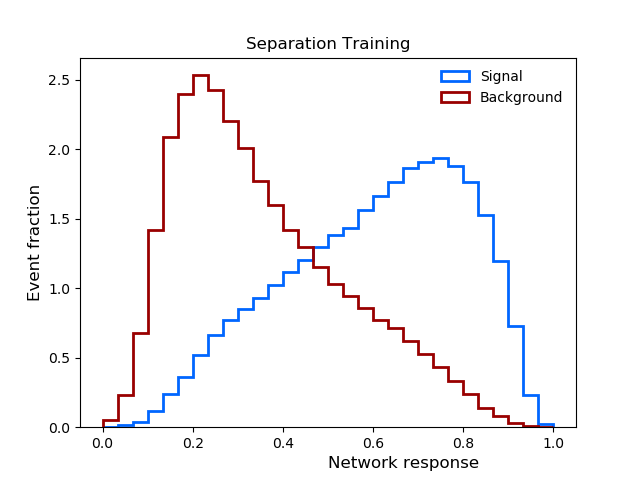 Separation Training
Signal
Background
Event fraction
2.5
2.0
1.5
1.0
0.5
0.0
0.0 0.2 0.4 0.6 0.8 1.0
Network response